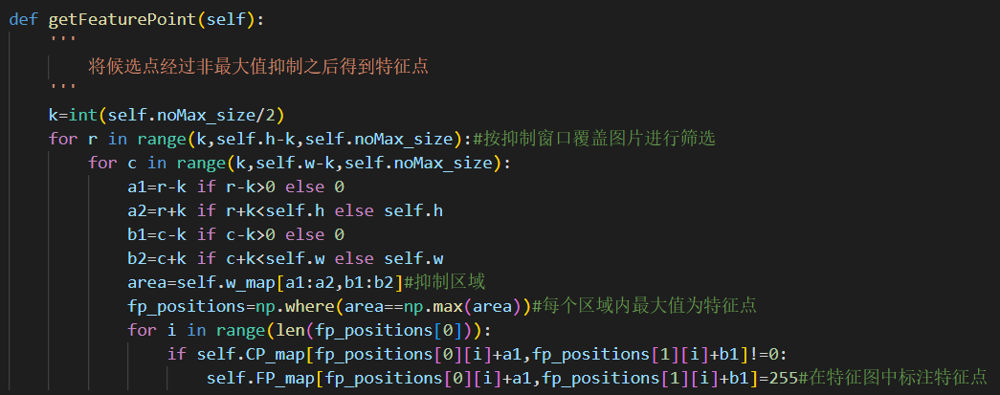 def getFeaturePoint(self):
    '''
        将候选点经过非最大值抑制之后得到特征点
    '''
    k=int(self.noMax_size/2)
    for r in range(k,self.h-k,self.noMax_size):#按抑制窗口覆盖图片进行筛选
        for c in range(k,self.w-k,self.noMax_size):
            a1=r-k if r-k>0 else 0
            a2=r+k if r+k<self.h else self.h
            b1=c-k if c-k>0 else 0
            b2=c+k if c+k<self.w else self.w
            area=self.w_map[a1:a2,b1:b2]#抑制区域
            fp_positions=np.where(area==np.max(area))#每个区域内最大值为特征点
            for i in range(len(fp_positions[0])):
                if self.CP_map[fp_positions[0][i]+a1,fp_positions[1][i]+b1]!=0:
                    self.FP_map[fp_positions[0][i]+a1,fp_positions[1][i]+b1]=255#在特征图中标注特征点